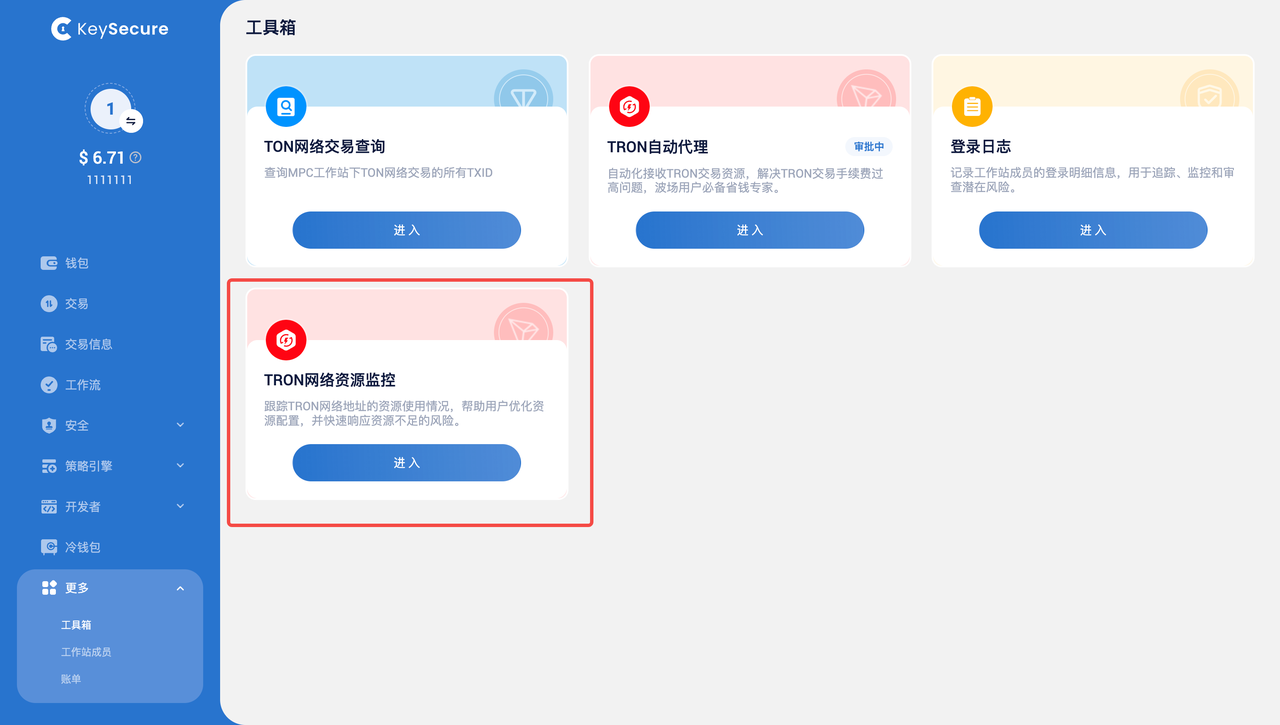 KeySecure
1
$ 6.71
1111111
钱包
交易
交易信息
工作流
安全
策略引擎
开发者
冷钱包
更多
工具箱
工作站成员
账单
工具箱
TON网络交易查询
查询MPC工作站下TON网络交易的所有TXID
进入
TRON自动代理
审批中
自动化接收TRON交易资源，解决TRON交易手续费过
高问题，波场用户必备省钱专家。
进入
登录日志
记录工作站成员的登录明细信息，用于追踪、监控和审
查潜在风险。
进入
TRON网络资源监控
跟踪TRON网络地址的资源使用情况，帮助用户优化资
源配置，并快速响应资源不足的风险。
进入